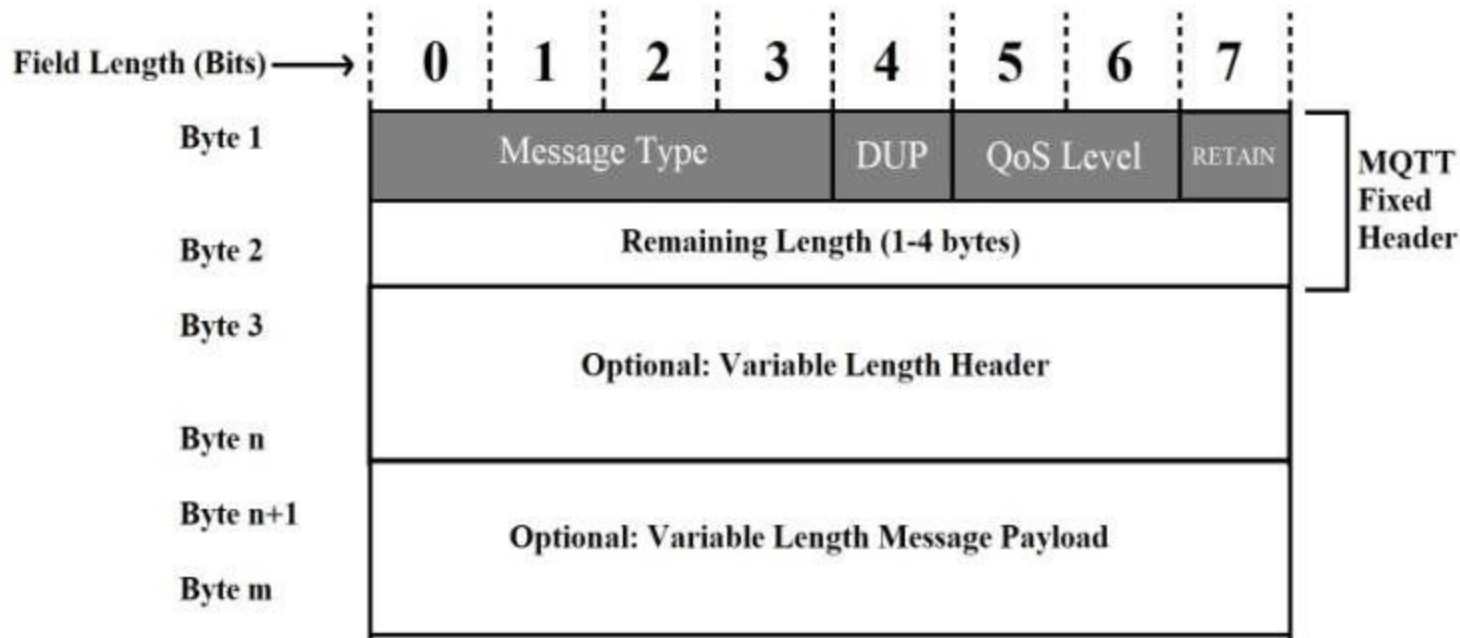 Field Length (Bits) 0 1 2 3 4 5 6 7
Byte 1 Message Type DUP QoS Level RETAIN
MQTT
Fixed
Header
Byte 2 Remaining Length (1-4 bytes)
Byte 3
Optional: Variable Length Header
Byte n
Byte n+1
Optional: Variable Length Message Payload
Byte m